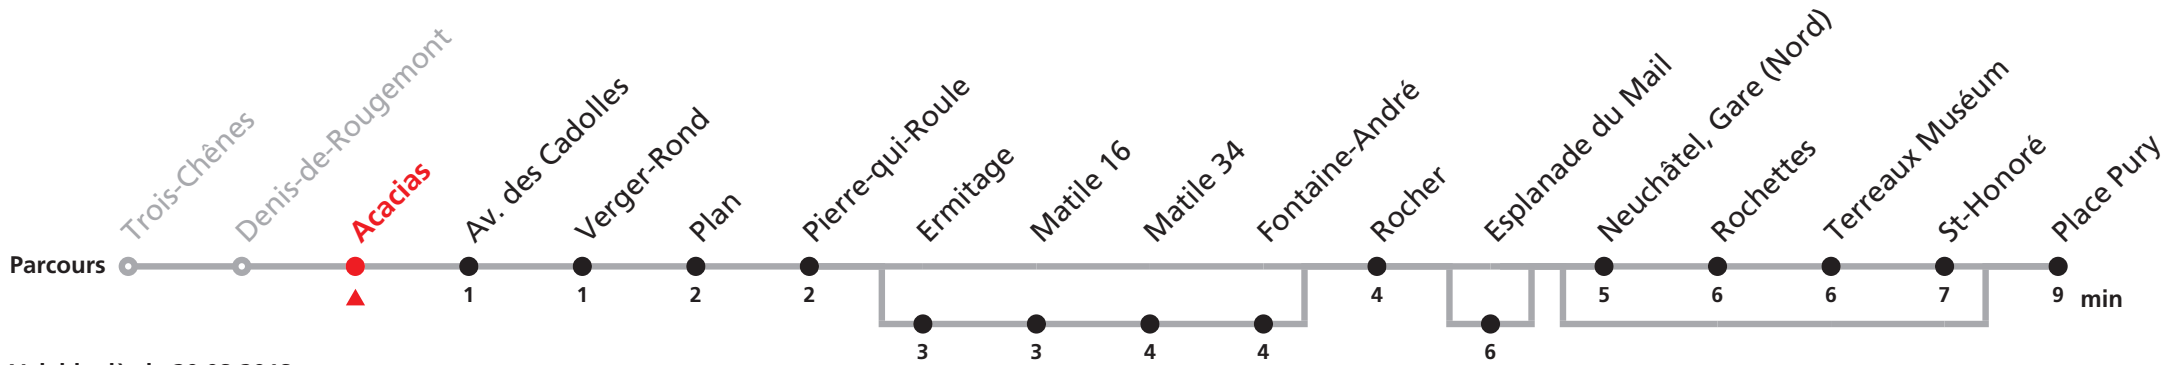 Trois-Chênes
Denis-de-Rougemont
Acacias
Av. des Cadolles
Verger-Rond
Plan
Pierre-qui-Roule
Ermitage
Matile 16
Matile 34
Fontaine-André
Rocher
Esplanade du Mail
Neuchâtel, Gare (Nord)
Rochettes
Terreaux Muséum
St-Honoré
Place Pury
Parcours
1 1 2 2 4 5 6 6 7 9 min
3 3 4 4 6